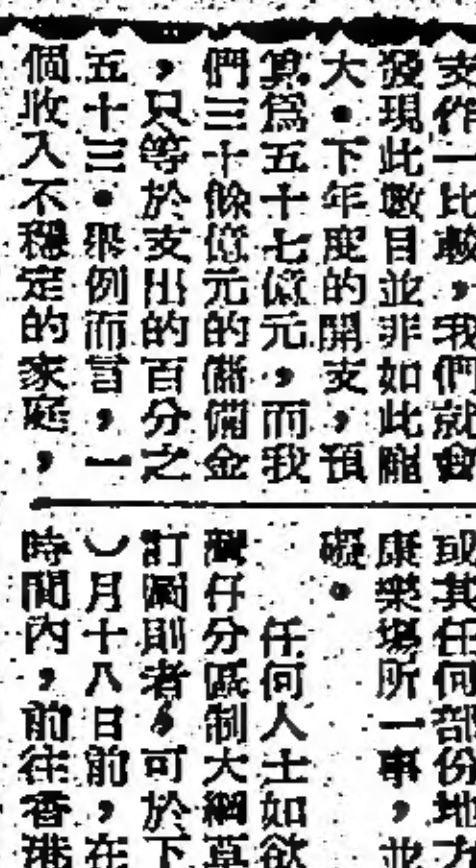 支作一比較，我們就會
發現此數目並非如此龐
大。下年度的開支，預
算爲五十七億元，而我
們三十餘億元的儲備金
，只等於支出的百分之
五十三。舉例而言，一
個收入不穩定的家庭，
或其任何部份地方
康樂場所一事，並
礙。
任何人士如欲
灣仔分區制大綱草
訂圖則者，可於下
月十八日前，在
時間內，前往香港